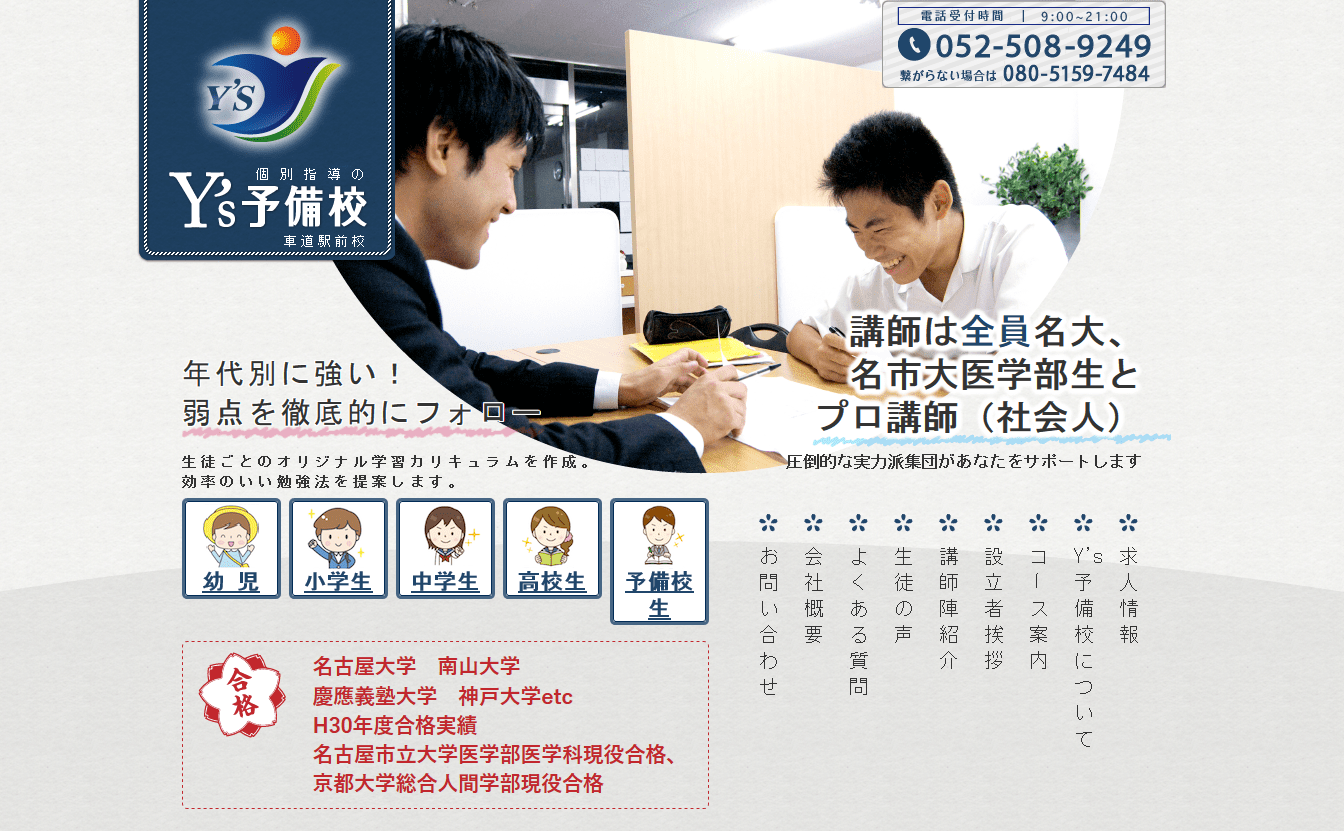 Y'S
個別指導の
Y's予備校
車道駅前校
電話受付時間 | 9:00~21:00
052-508-9249
繋がらない場合は 080-5159-7484
講師は全員名大、
名市大医学部生と
プロ講師（社会人）
圧倒的な実力派集団があなたをサポートします
年代別に強い！
弱点を徹底的にフォロー
生徒ごとのオリジナル学習カリキュラムを作成。
効率のいい勉強法を提案します。
幼 児
小学生
中学生
高校生
予備校
生
合格
名古屋大学　南山大学
慶應義塾大学　神戸大学etc
H30年度合格実績
名古屋市立大学医学部医学科現役合格、
京都大学総合人間学部現役合格
求人情報
Y's予備校について
コース案内
設立者挨拶
講師陣紹介
生徒の声
よくある質問
会社概要
お問い合わせ